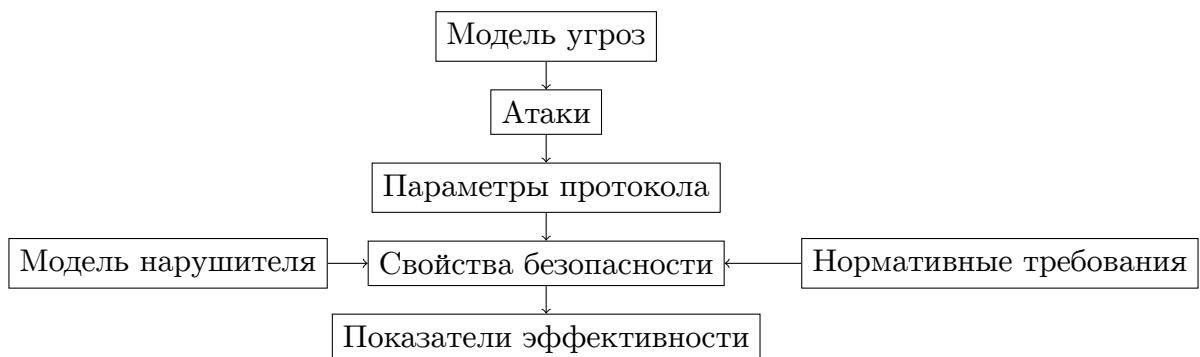 Модель угроз
Атаки
Параметры протокола
Модель нарушителя
Свойства безопасности
Нормативные требования
Показатели эффективности